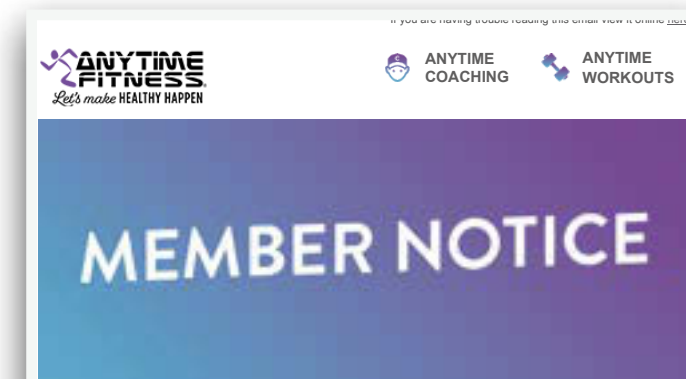 If you are having trouble reading this email view it online here
ANYTIME
FITNESS.
Let's make HEALTHY HAPPEN
ANYTIME
COACHING
ANYTIME
WORKOUTS
MEMBER NOTICE